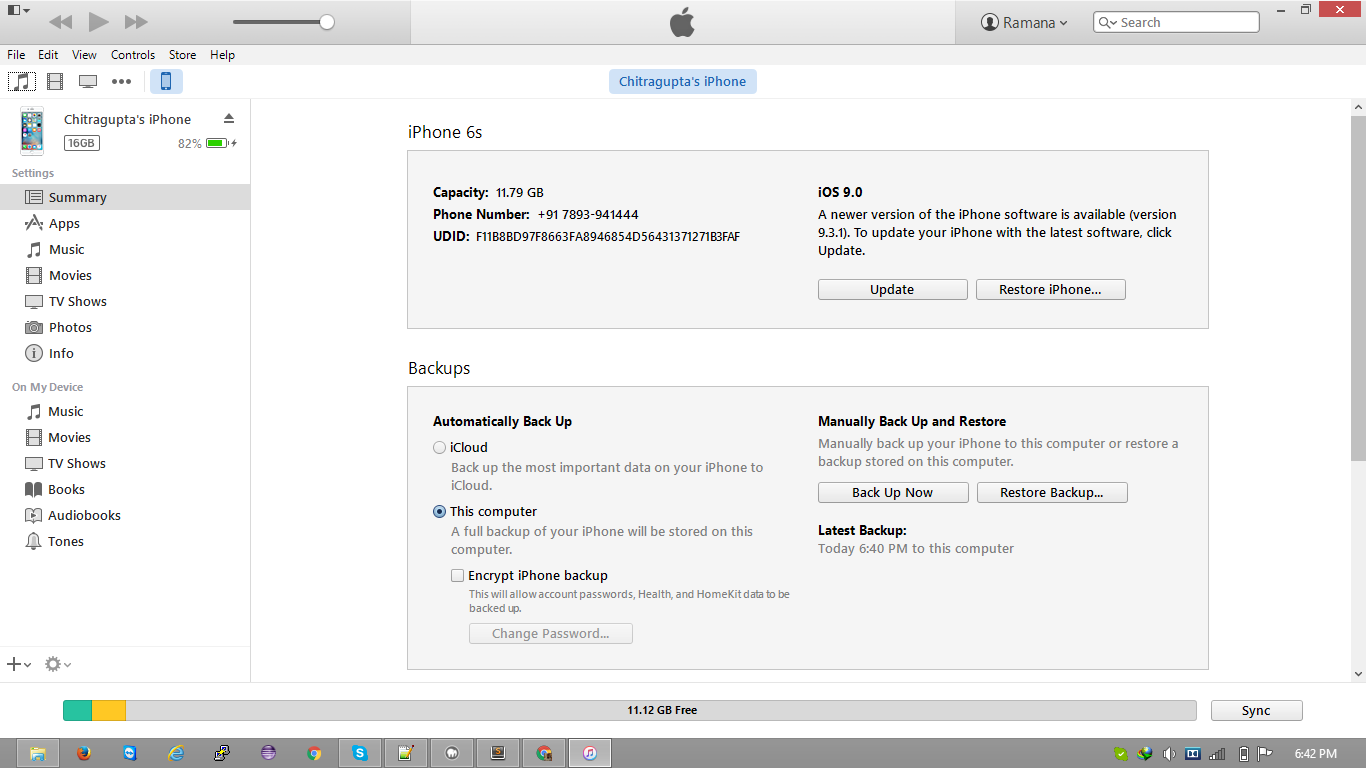 Ramana
Search
File Edit View Controls Store Help
Chitragupta's iPhone
Chitragupta's iPhone
16GB
82%
Settings
Summary
Apps
Music
Movies
TV Shows
Photos
Info
On My Device
Music
Movies
TV Shows
Books
Audiobooks
Tones
iPhone 6s
Capacity: 11.79 GB
Phone Number: +91 7893-941444
UDID: F11B8BD97F8663FA8946854D56431371271B3FAF
iOS 9.0
A newer version of the iPhone software is available (version
9.3.1). To update your iPhone with the latest software, click
Update.
Update
Restore iPhone...
Backups
Automatically Back Up
iCloud
Back up the most important data on your iPhone to
iCloud.
This computer
A full backup of your iPhone will be stored on this
computer.
Encrypt iPhone backup
This will allow account passwords, Health, and HomeKit data to be
backed up.
Change Password...
Manually Back Up and Restore
Manually back up your iPhone to this computer or restore a
backup stored on this computer.
Back Up Now
Restore Backup...
Latest Backup:
Today 6:40 PM to this computer
11.12 GB Free
Sync
6:42 PM